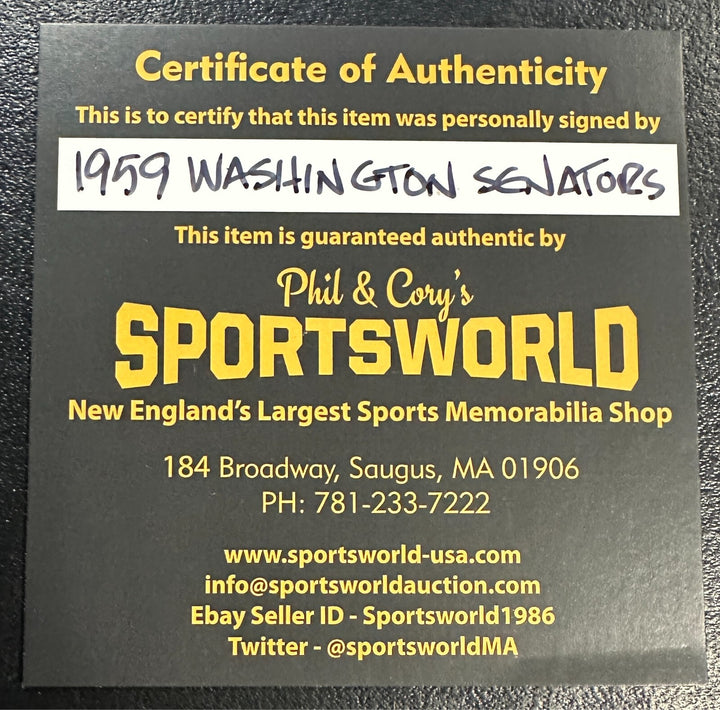 Certificate of Authenticity
This is to certify that this item was personally signed by
1959 WASHINGTON SENATORS
This item is guaranteed authentic by
Phil & Cory's
SPORTSWORLD
New England's Largest Sports Memorabilia Shop
184 Broadway, Saugus, MA 01906
PH: 781-233-7222
www.sportsworld-usa.com
info@sportsworldauction.com
Ebay Seller ID - Sportsworld1986
Twitter - @sportsworldMA